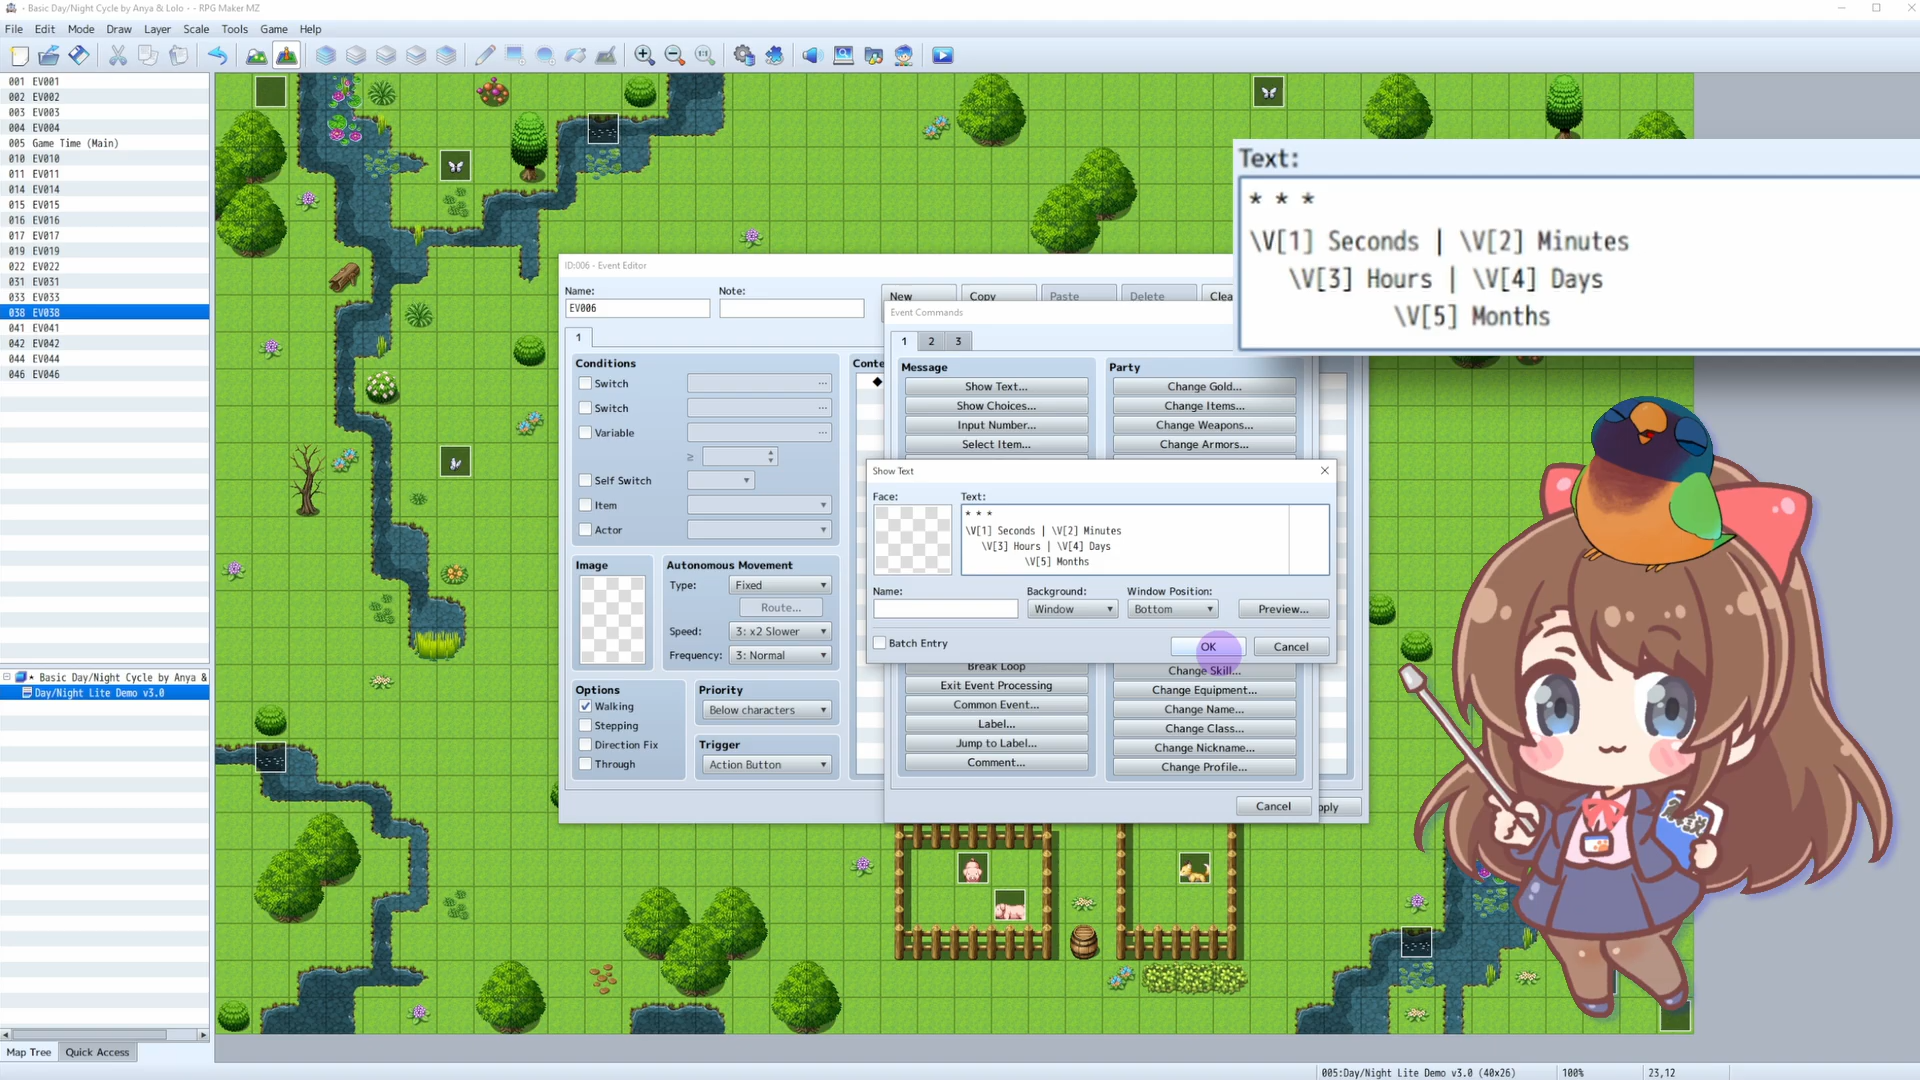 - Basic Day/Night Cycle by Anya & Lolo - - RPG Maker MZ
File Edit Mode Draw Layer Scale Tools Game Help
001 EV001
002 EV002
003 EV003
004 EV004
005 Game Time (Main)
010 EV010
011 EV011
014 EV014
015 EV015
016 EV016
017 EV017
019 EV019
022 EV022
031 EV031
033 EV033
038 EV038
041 EV041
042 EV042
044 EV044
046 EV046
* Basic Day/Night Cycle by Anya &
Day/Night Lite Demo v3.0
Map Tree Quick Access
Text:
* * *
\V[1] Seconds | \V[2] Minutes
\V[3] Hours | \V[4] Days
\V[5] Months
ID:006 - Event Editor
Name:
EV006
Note:
New Copy Paste Delete
1
Conditions
Switch ...
Switch ...
Variable ...
≥
Self Switch
Item
Actor
Image
Autonomous Movement
Type: Fixed
Route...
Speed: 3: x2 Slower
Frequency: 3: Normal
Options
Walking
Stepping
Direction Fix
Through
Priority
Below characters
Trigger
Action Button
Event Commands
1 2 3
Message
Show Text...
Show Choices...
Input Number...
Select Item...
Party
Change Gold...
Change Items...
Change Weapons...
Change Armors...
Show Text
Face:
Text:
* * *
\V[1] Seconds | \V[2] Minutes
\V[3] Hours | \V[4] Days
\V[5] Months
Name:
Background:
Window
Window Position:
Bottom
Preview...
Batch Entry
OK
Cancel
Break Loop
Exit Event Processing
Common Event...
Label...
Jump to Label...
Comment...
Change Skill...
Change Equipment...
Change Name...
Change Class...
Change Nickname...
Change Profile...
Cancel
005:Day/Night Lite Demo v3.0 (40x26) 100% 23,12